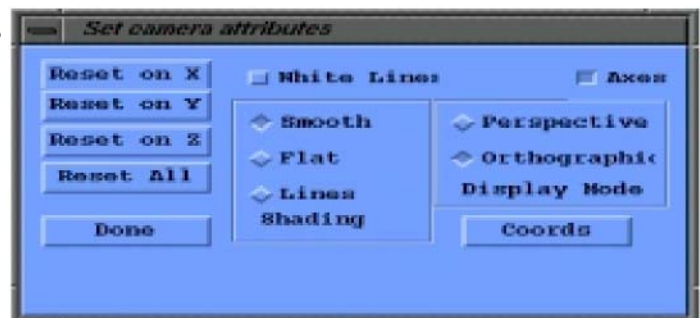 Set camera attributes
Reset on X
Reset on Y
Reset on Z
Reset All
Done
White Lines
Axes
Smooth
Flat
Lines
Shading
Perspective
Orthographic
Display Mode
Coords